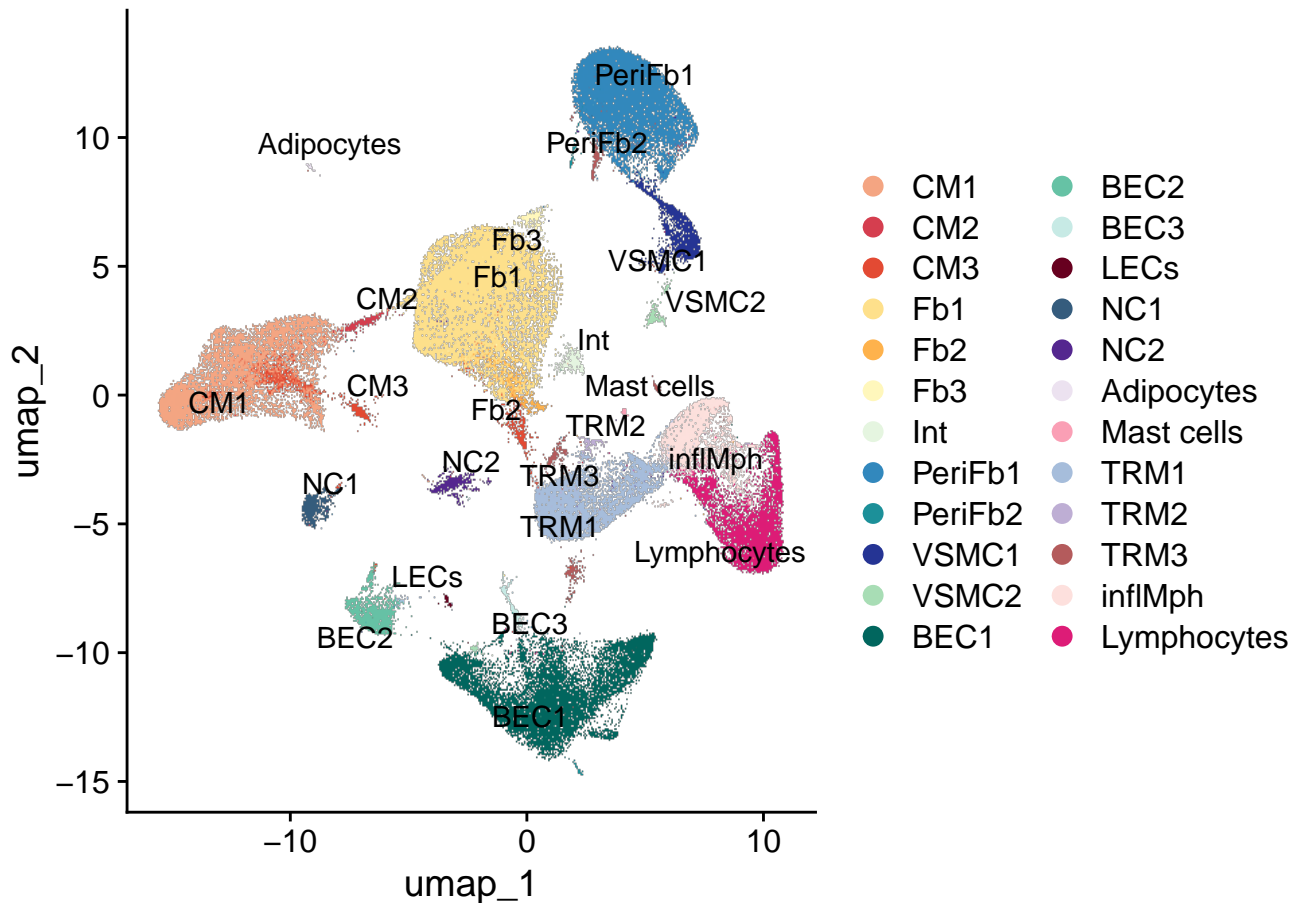 PeriFb1
10
PeriFb2
Adipocytes
Fb3
5
VSMC1
Fb1
CM2
VSMC2
Int
CM3
Mast cells
0
CM1
Fb2
TRM2
inflMph
NC2
TRM3
NC1
−5
TRM1
Lymphocytes
LECs
BEC3
BEC2
−10
BEC1
−15
−10
0
10
umap_1
umap_2
CM1
CM2
CM3
Fb1
Fb2
Fb3
Int
PeriFb1
PeriFb2
VSMC1
VSMC2
BEC1
BEC2
BEC3
LECs
NC1
NC2
Adipocytes
Mast cells
TRM1
TRM2
TRM3
inflMph
Lymphocytes